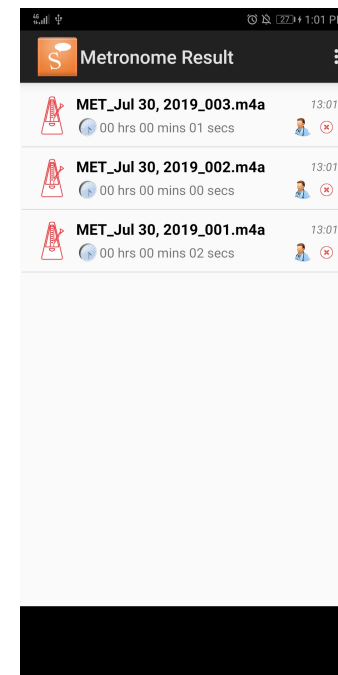 4G
27 1:01 P
S Metronome Result
MET_Jul 30, 2019_003.m4a 13:01
00 hrs 00 mins 01 secs
MET_Jul 30, 2019_002.m4a 13:01
00 hrs 00 mins 00 secs
MET_Jul 30, 2019_001.m4a 13:01
00 hrs 00 mins 02 secs